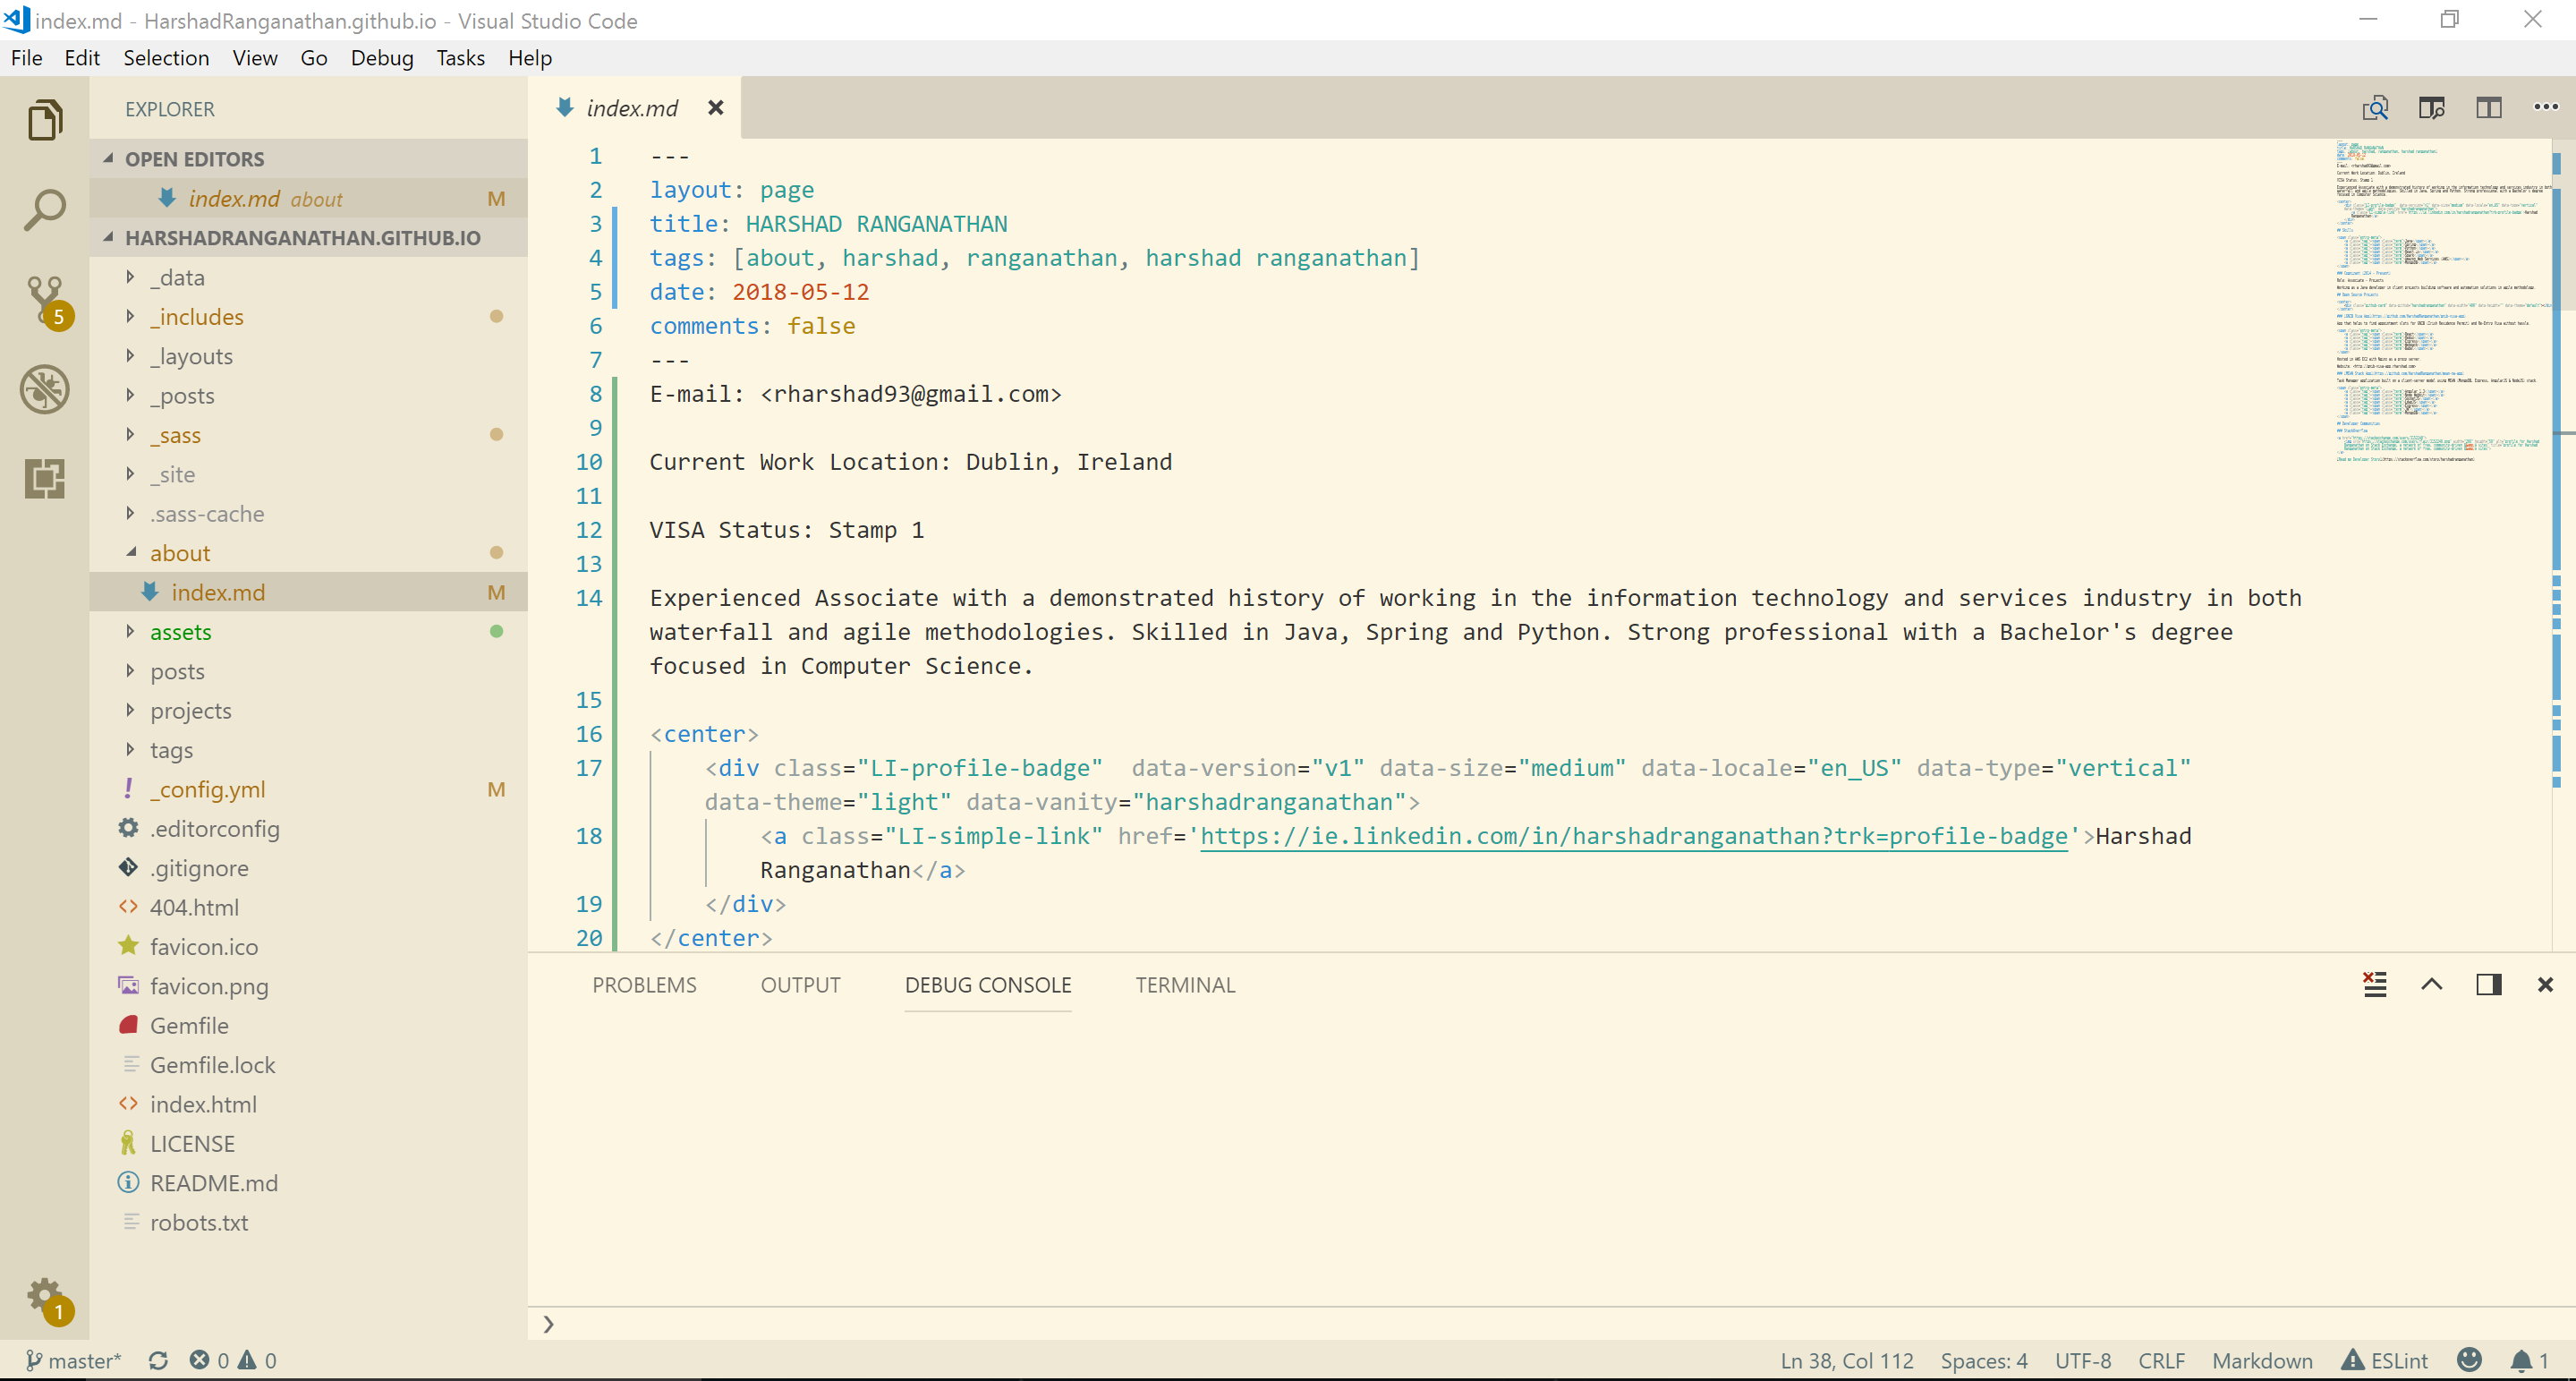 index.md - HarshadRanganathan.github.io - Visual Studio Code
File Edit Selection View Go Debug Tasks Help
EXPLORER
OPEN EDITORS
index.md about M
HARSHADRANGANATHAN.GITHUB.IO
_data
_includes
_layouts
_posts
_sass
_site
.sass-cache
about
index.md M
assets
posts
projects
tags
_config.yml M
.editorconfig
.gitignore
404.html
favicon.ico
favicon.png
Gemfile
Gemfile.lock
index.html
LICENSE
README.md
robots.txt
5
1
index.md
1 ---
2 layout: page
3 title: HARSHAD RANGANATHAN
4 tags: [about, harshad, ranganathan, harshad ranganathan]
5 date: 2018-05-12
6 comments: false
7 ---
8 E-mail: <rharshad93@gmail.com>
9
10 Current Work Location: Dublin, Ireland
11
12 VISA Status: Stamp 1
13
14 Experienced Associate with a demonstrated history of working in the information technology and services industry in both
waterfall and agile methodologies. Skilled in Java, Spring and Python. Strong professional with a Bachelor's degree
focused in Computer Science.
15
16 <center>
17 <div class="LI-profile-badge"  data-version="v1" data-size="medium" data-locale="en_US" data-type="vertical"
data-theme="light" data-vanity="harshadranganathan">
18 <a class="LI-simple-link" href='https://ie.linkedin.com/in/harshadranganathan?trk=profile-badge'>Harshad
Ranganathan</a>
19 </div>
20 </center>
PROBLEMS OUTPUT DEBUG CONSOLE TERMINAL
master* 0 0 Ln 38, Col 112 Spaces: 4 UTF-8 CRLF Markdown ESLint 1